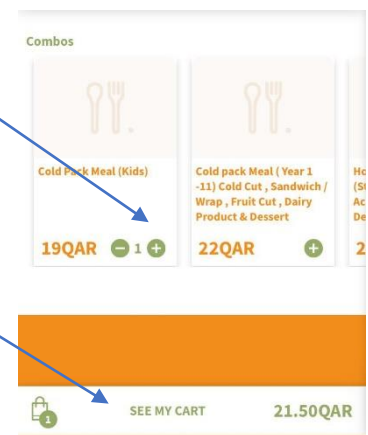 Combos
Cold Pack Meal (Kids)
19QAR
1
Cold pack Meal ( Year 1
-11) Cold Cut , Sandwich /
Wrap , Fruit Cut , Dairy
Product & Dessert
22QAR
1
SEE MY CART
21.50QAR